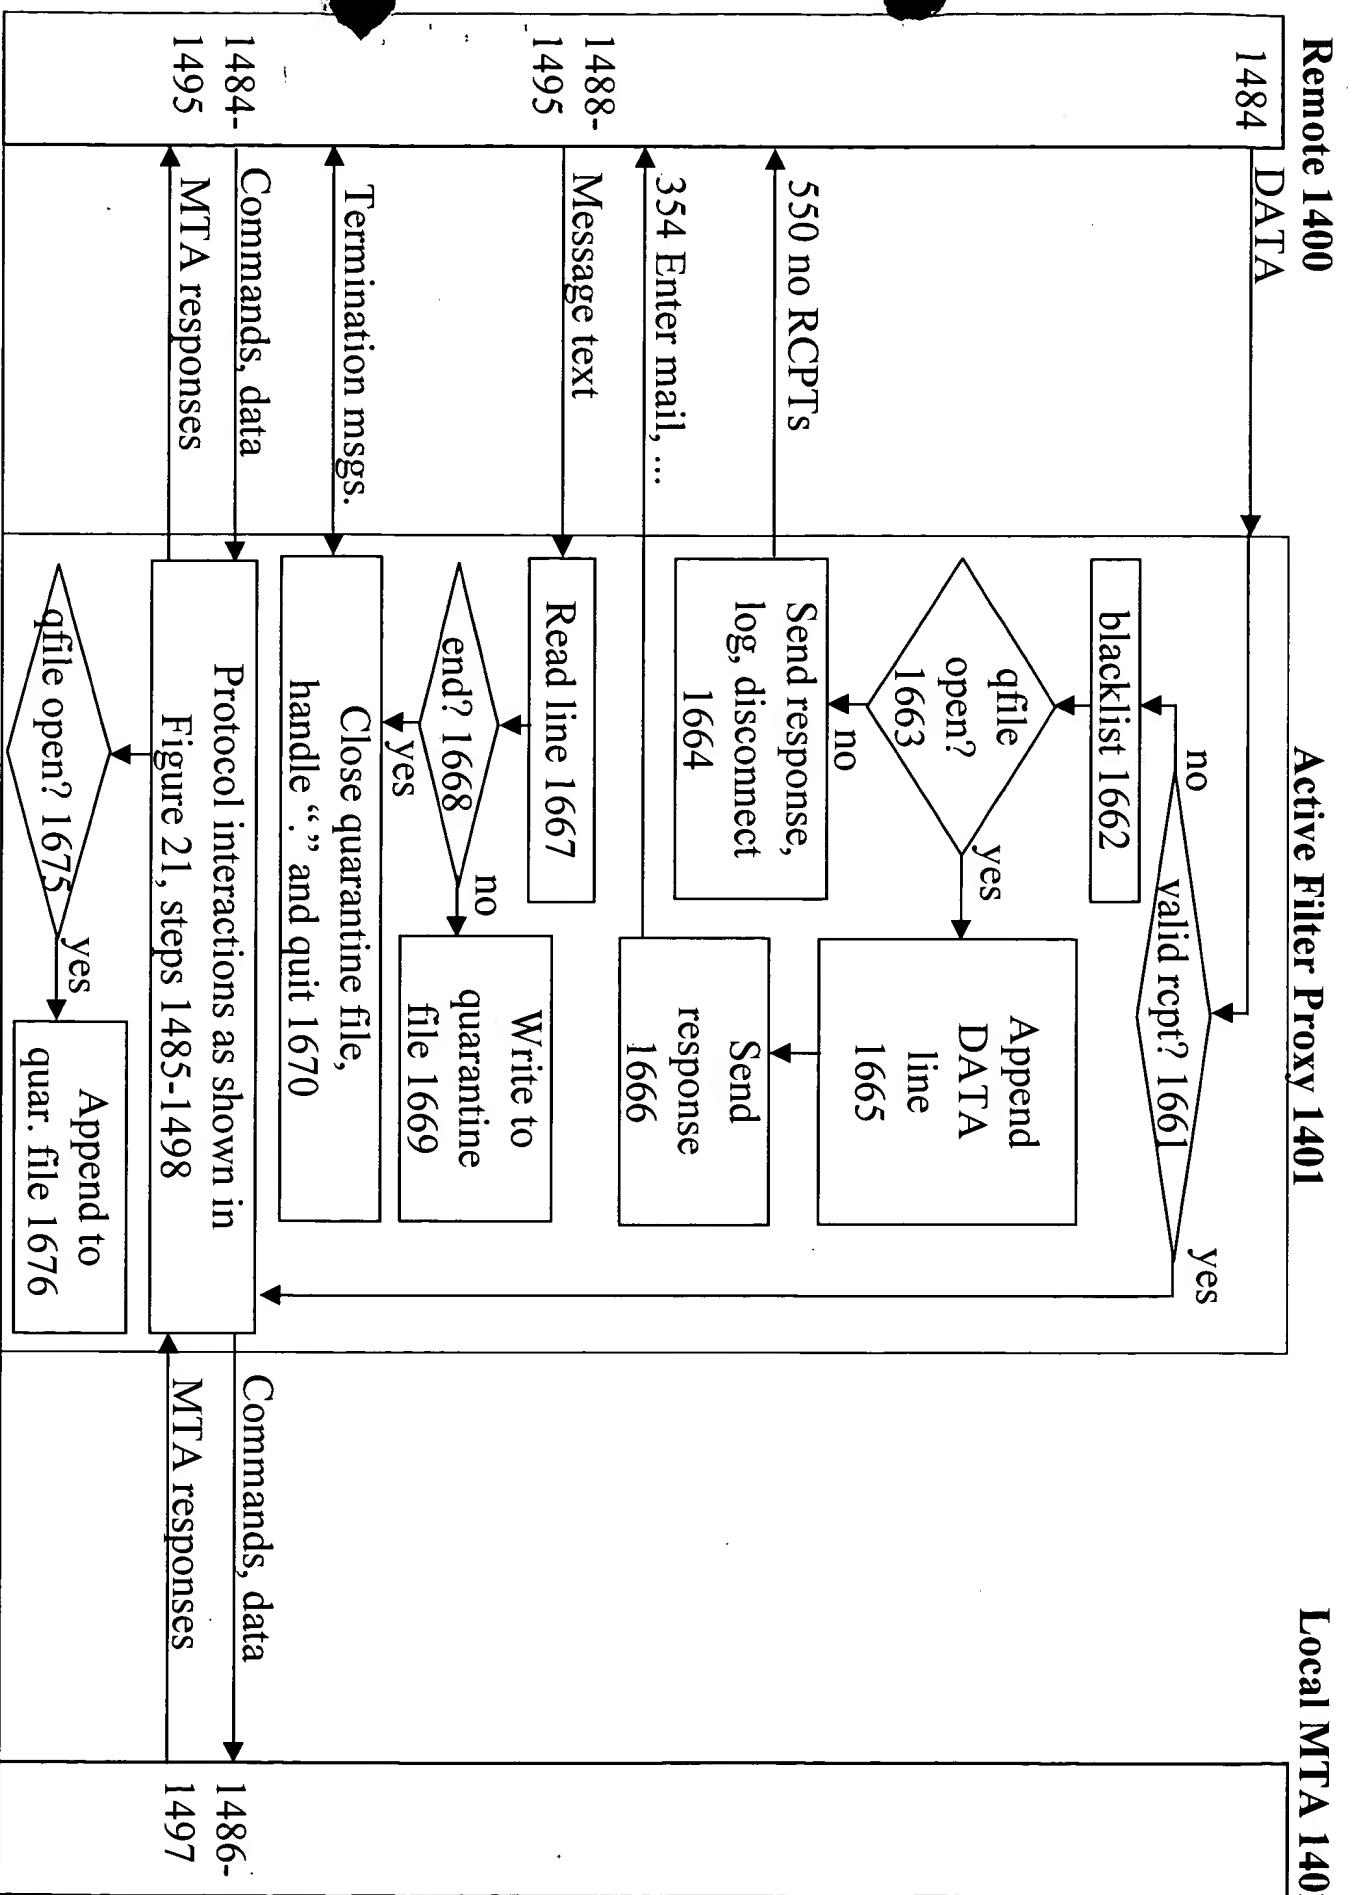 Remote 1400
Active Filter Proxy 1401
Local MTA 140
1484
DATA
valid rcpt? 1661
no
yes
blacklist 1662
qfile
open?
1663
yes
no
Append
DATA
line
1665
550 no RCPTs
Send response,
log, disconnect
1664
Send
response
1666
354 Enter mail, ...
1488-
1495
Message text
Read line 1667
end? 1668
no
yes
Write to
quarantine
file 1669
Termination msgs.
Close quarantine file,
handle “.” and quit 1670
1484-
1495
Commands, data
MTA responses
Protocol interactions as shown in
Figure 21, steps 1485-1498
Commands, data
MTA responses
1486-
1497
qfile open? 1675
yes
Append to
quar. file 1676